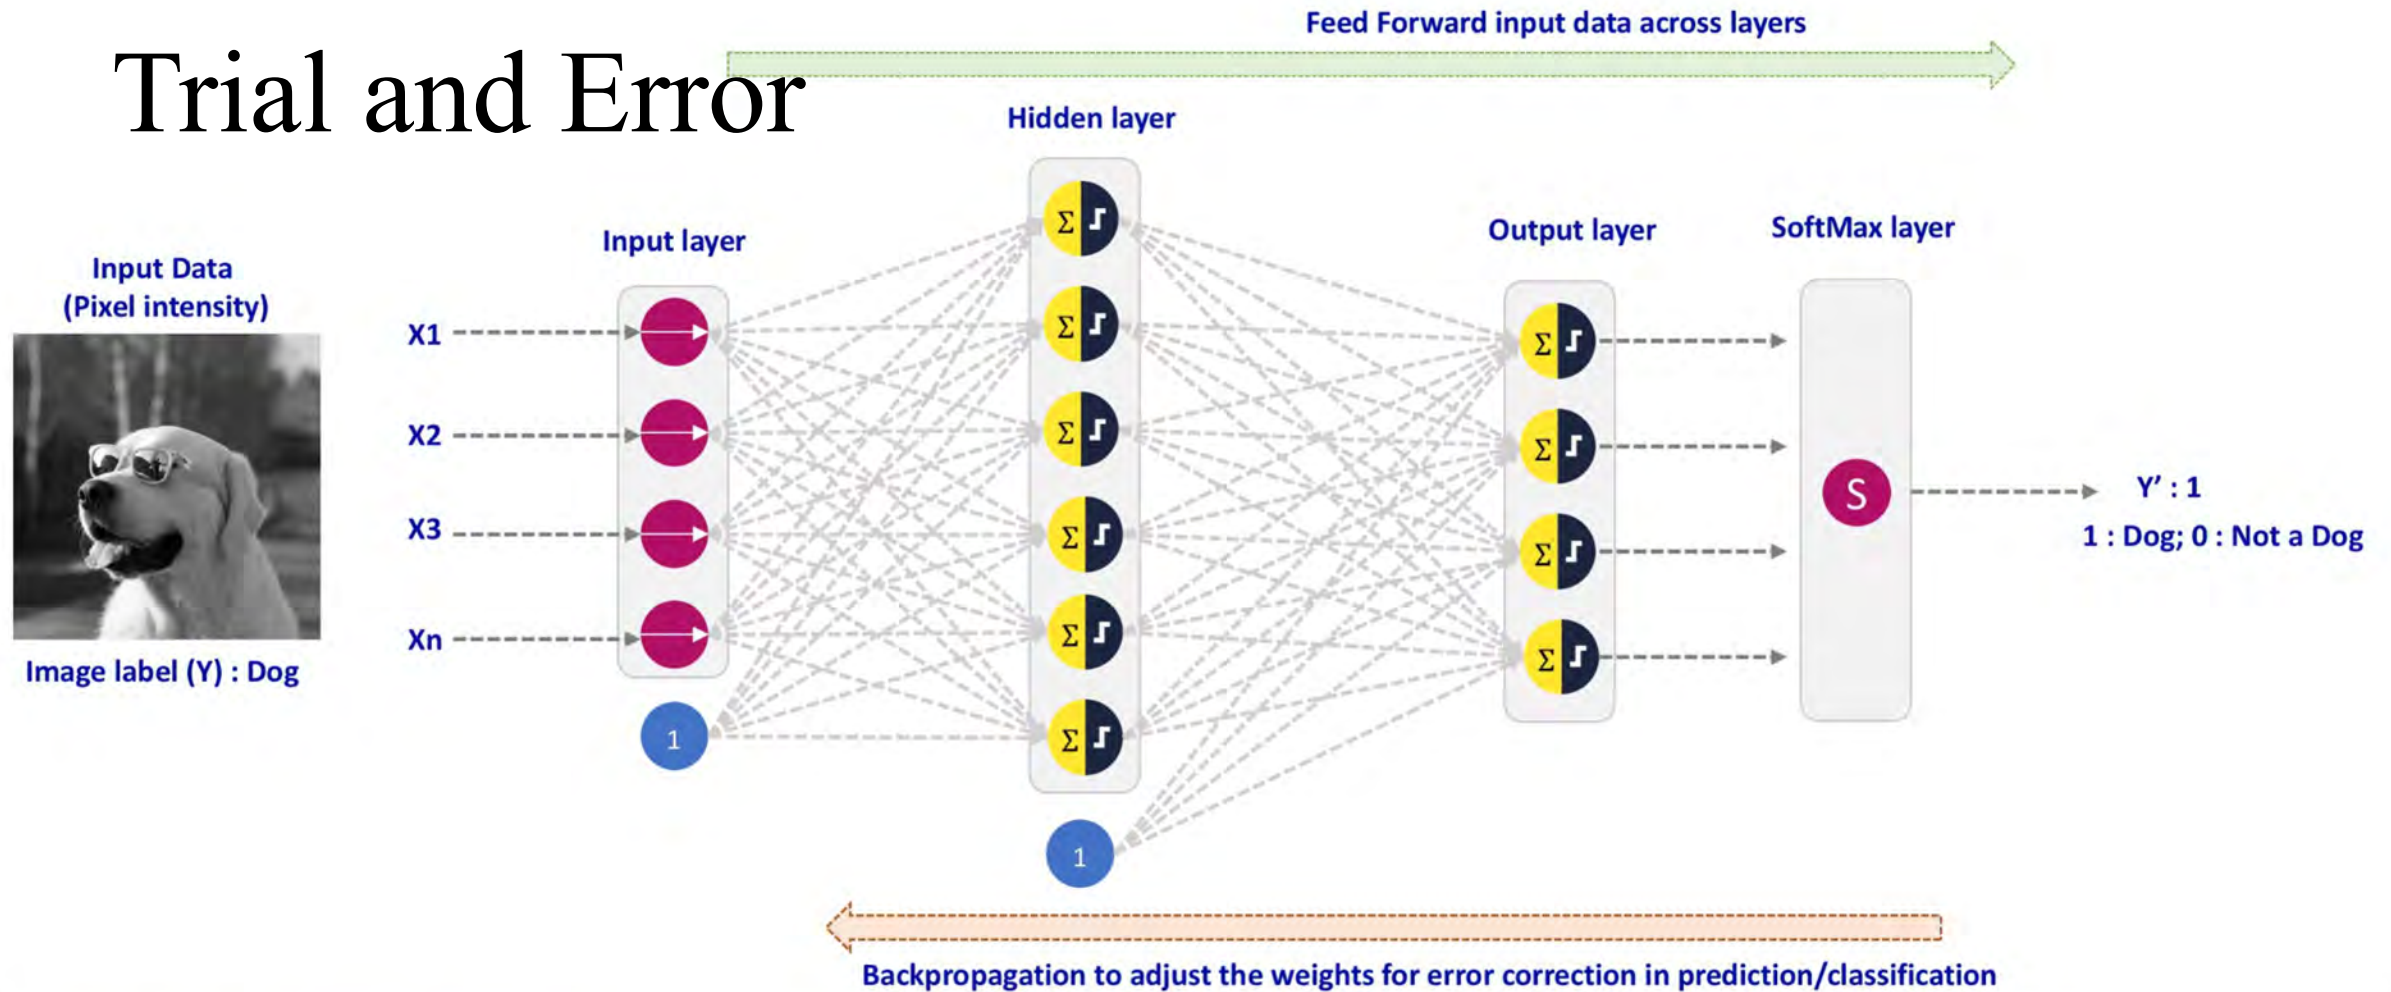 Feed Forward input data across layers
Trial and Error
Hidden layer
Input layer
Output layer
SoftMax layer
Input Data
(Pixel intensity)
X1
X2
X3
Xn
Image label (Y) : Dog
1
1
Σ
Σ
Σ
Σ
Σ
Σ
Σ
Σ
Σ
Σ
S
Y’ : 1
1 : Dog; 0 : Not a Dog
Backpropagation to adjust the weights for error correction in prediction/classification